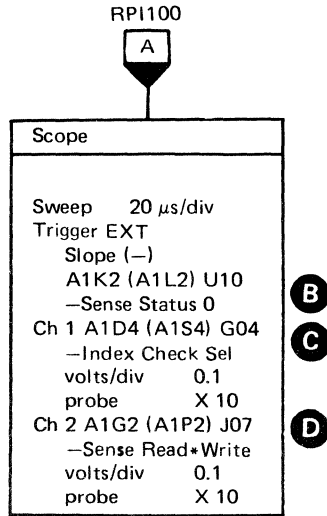 RPI100
A
Scope
Sweep 20 μs/div
Trigger EXT
Slope (−)
A1K2 (A1L2) U10
−Sense Status 0
B
Ch 1 A1D4 (A1S4) G04
C
−Index Check Sel
volts/div 0.1
probe X 10
Ch 2 A1G2 (A1P2) J07
D
−Sense Read*Write
volts/div 0.1
probe X 10